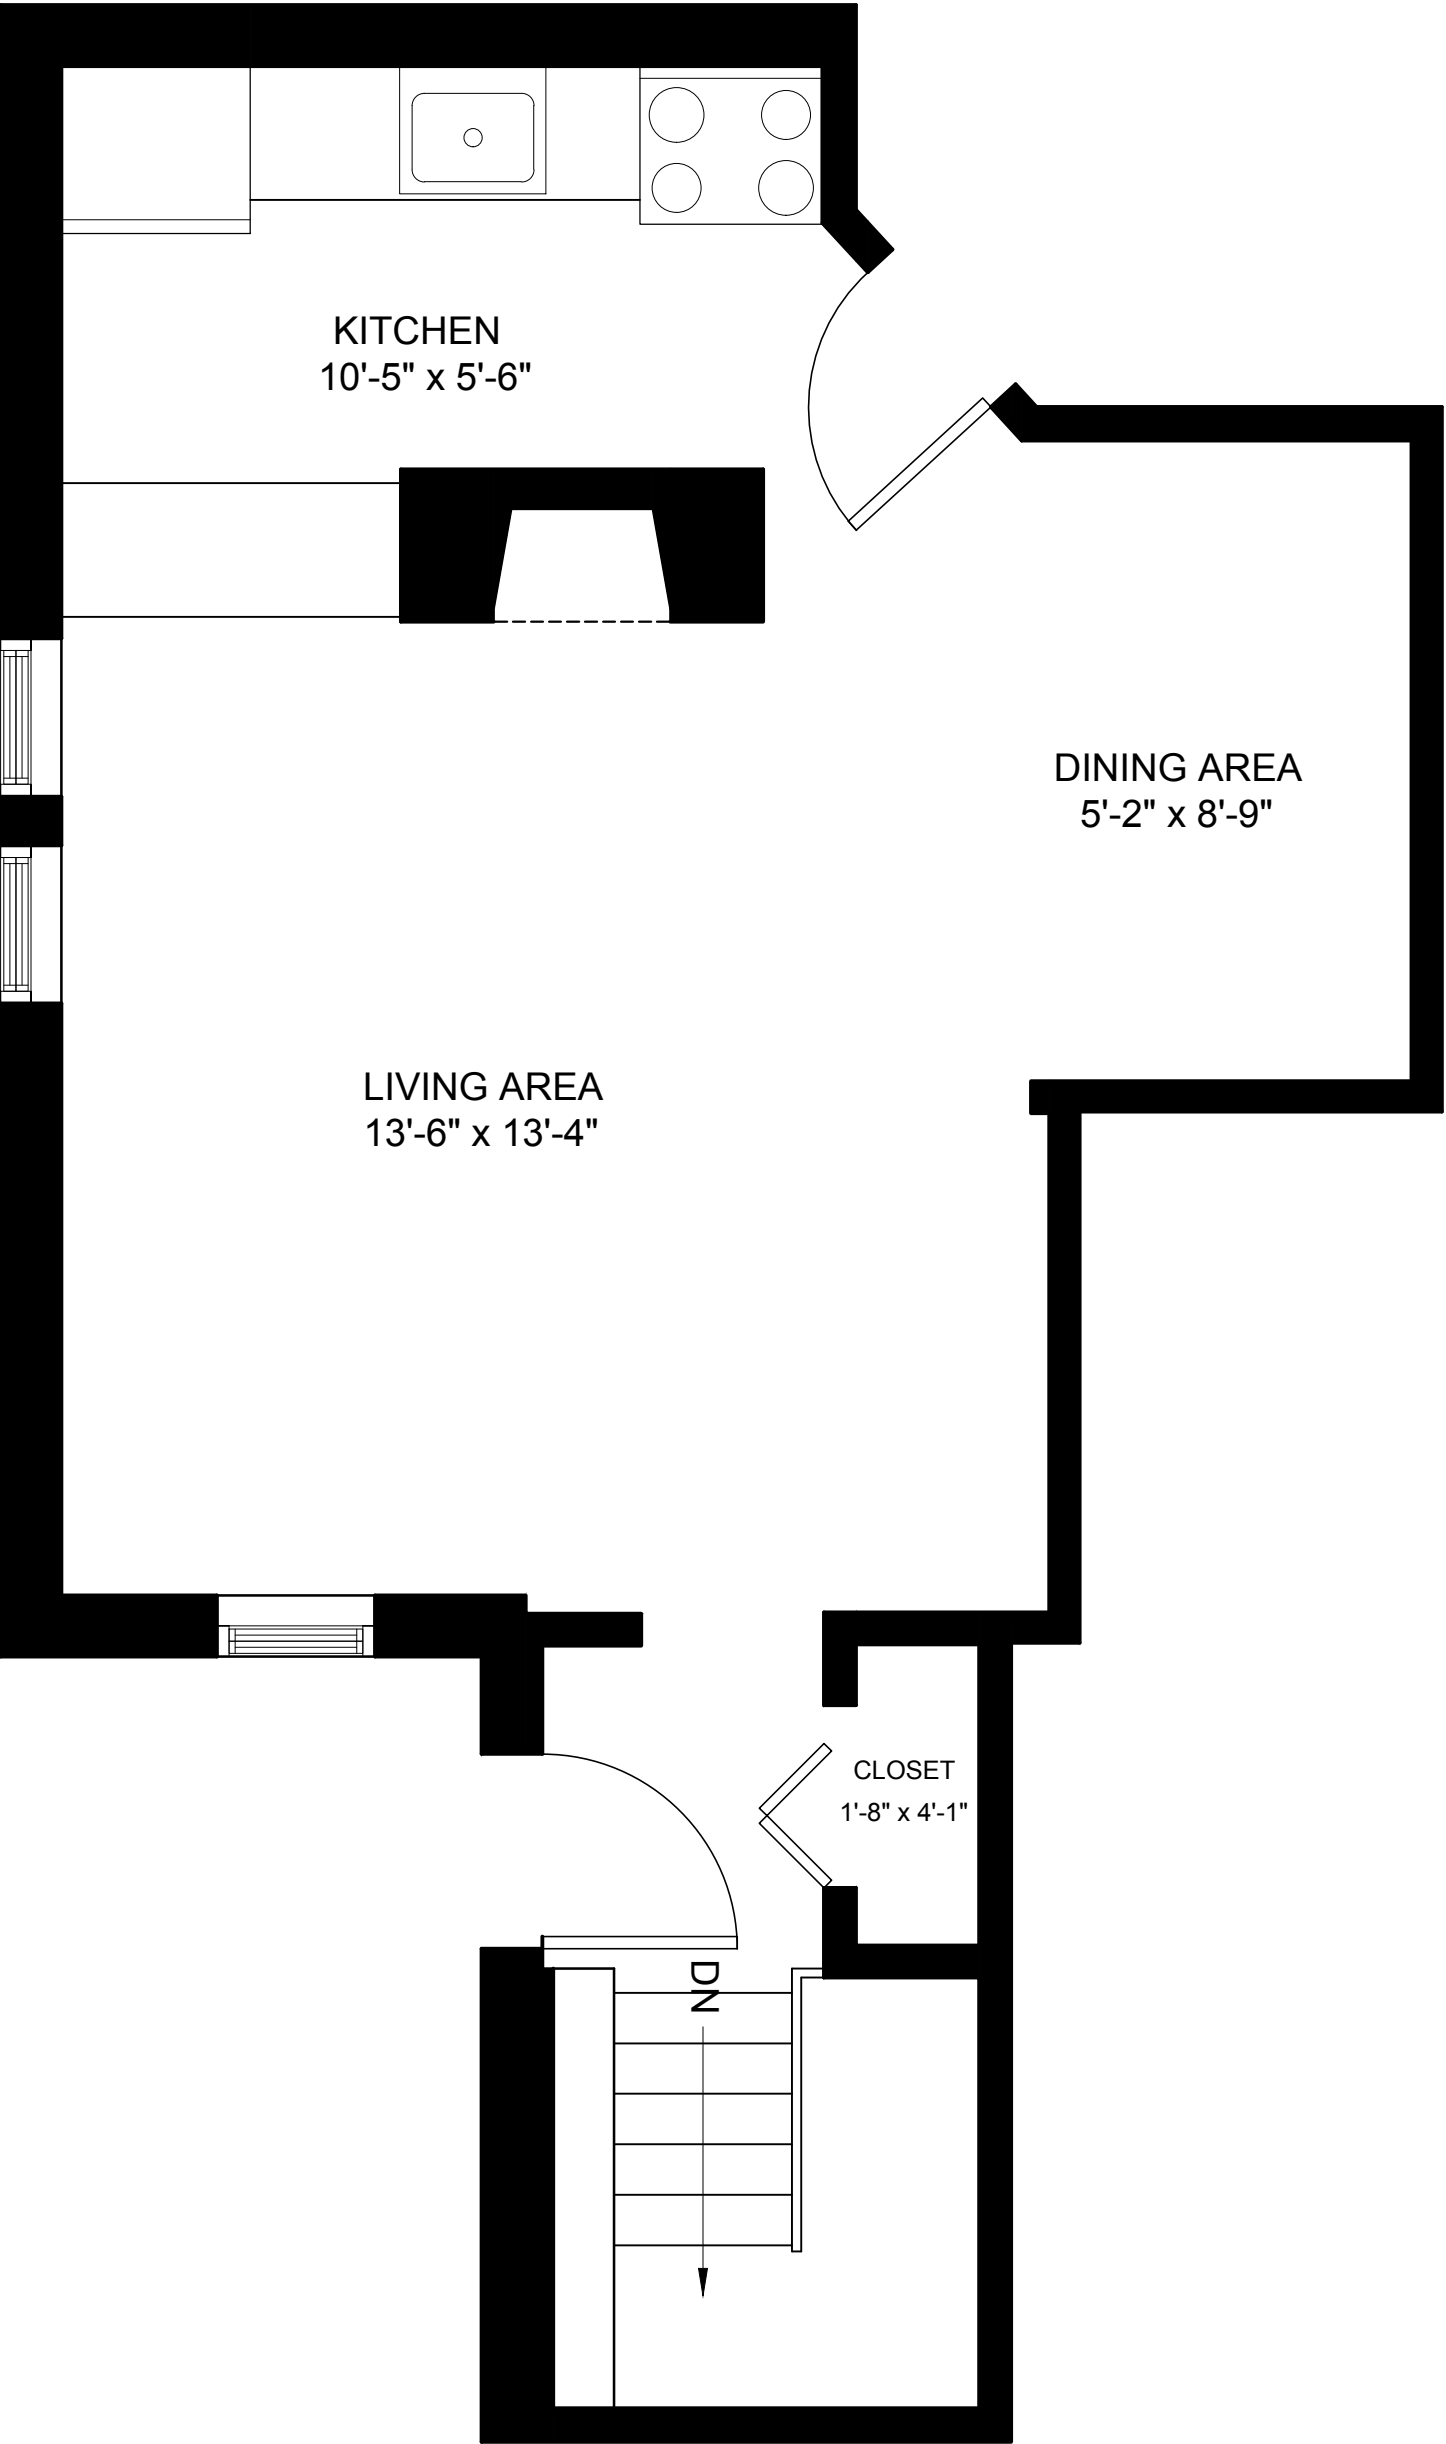 KITCHEN
10'-5" x 5'-6"
DINING AREA
5'-2" x 8'-9"
LIVING AREA
13'-6" x 13'-4"
CLOSET
1'-8" x 4'-1"
DN